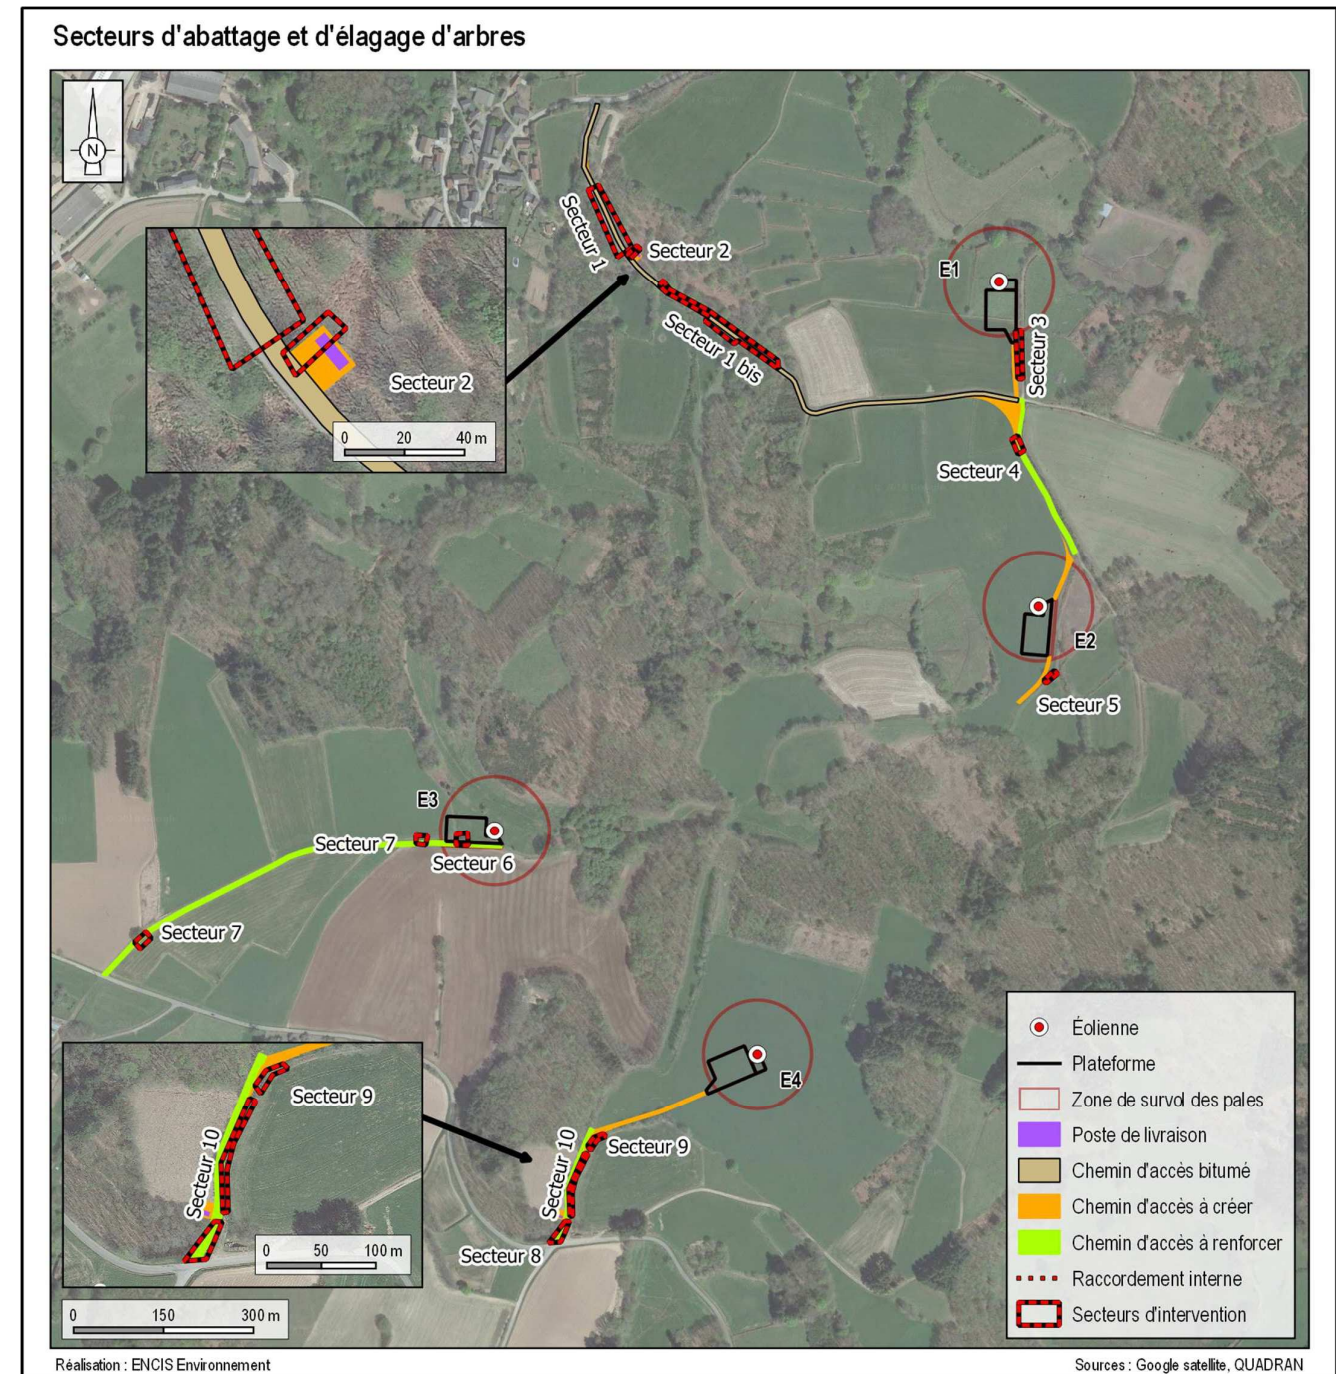 Secteurs d'abattage et d'élagage d'arbres
N
Secteur 1
Secteur 2
Secteur 1 bis
E1
Secteur 3
Secteur 2
0 20 40 m
Secteur 4
E2
Secteur 5
E3
Secteur 7
Secteur 6
Secteur 7
E4
Secteur 9
Secteur 10
0 50 100 m
Secteur 10
Secteur 9
Secteur 8
0 150 300 m
Éolienne
Plateforme
Zone de survol des pales
Poste de livraison
Chemin d'accès bitumé
Chemin d'accès à créer
Chemin d'accès à renforcer
Raccordement interne
Secteurs d'intervention
Réalisation : ENCIS Environnement
Sources : Google satellite, QUADRAN